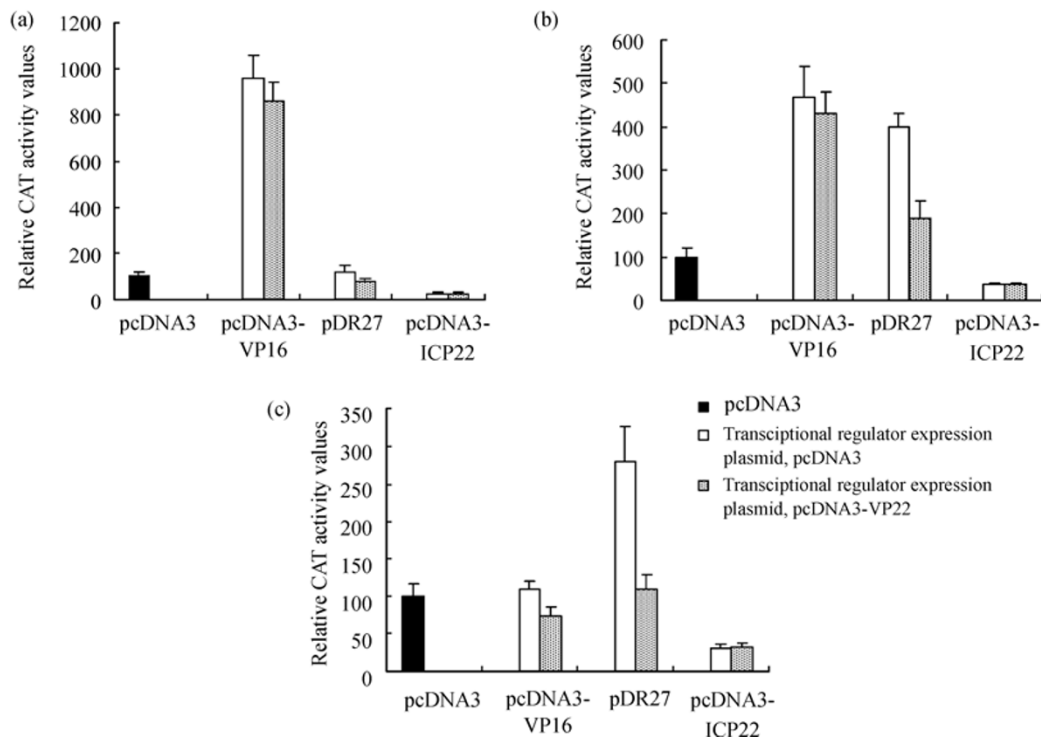 (a)
Relative CAT activity values
1200
1000
800
600
400
200
0
pcDNA3
pcDNA3-
VP16
pDR27
pcDNA3-
ICP22
(b)
Relative CAT activity values
600
500
400
300
200
100
0
pcDNA3
pcDNA3-
VP16
pDR27
pcDNA3-
ICP22
(c)
Relative CAT activity values
350
300
250
200
150
100
50
0
pcDNA3
pcDNA3-
VP16
pDR27
pcDNA3-
ICP22
pcDNA3
Transciptional regulator expression
plasmid, pcDNA3
Transciptional regulator expression
plasmid, pcDNA3-VP22